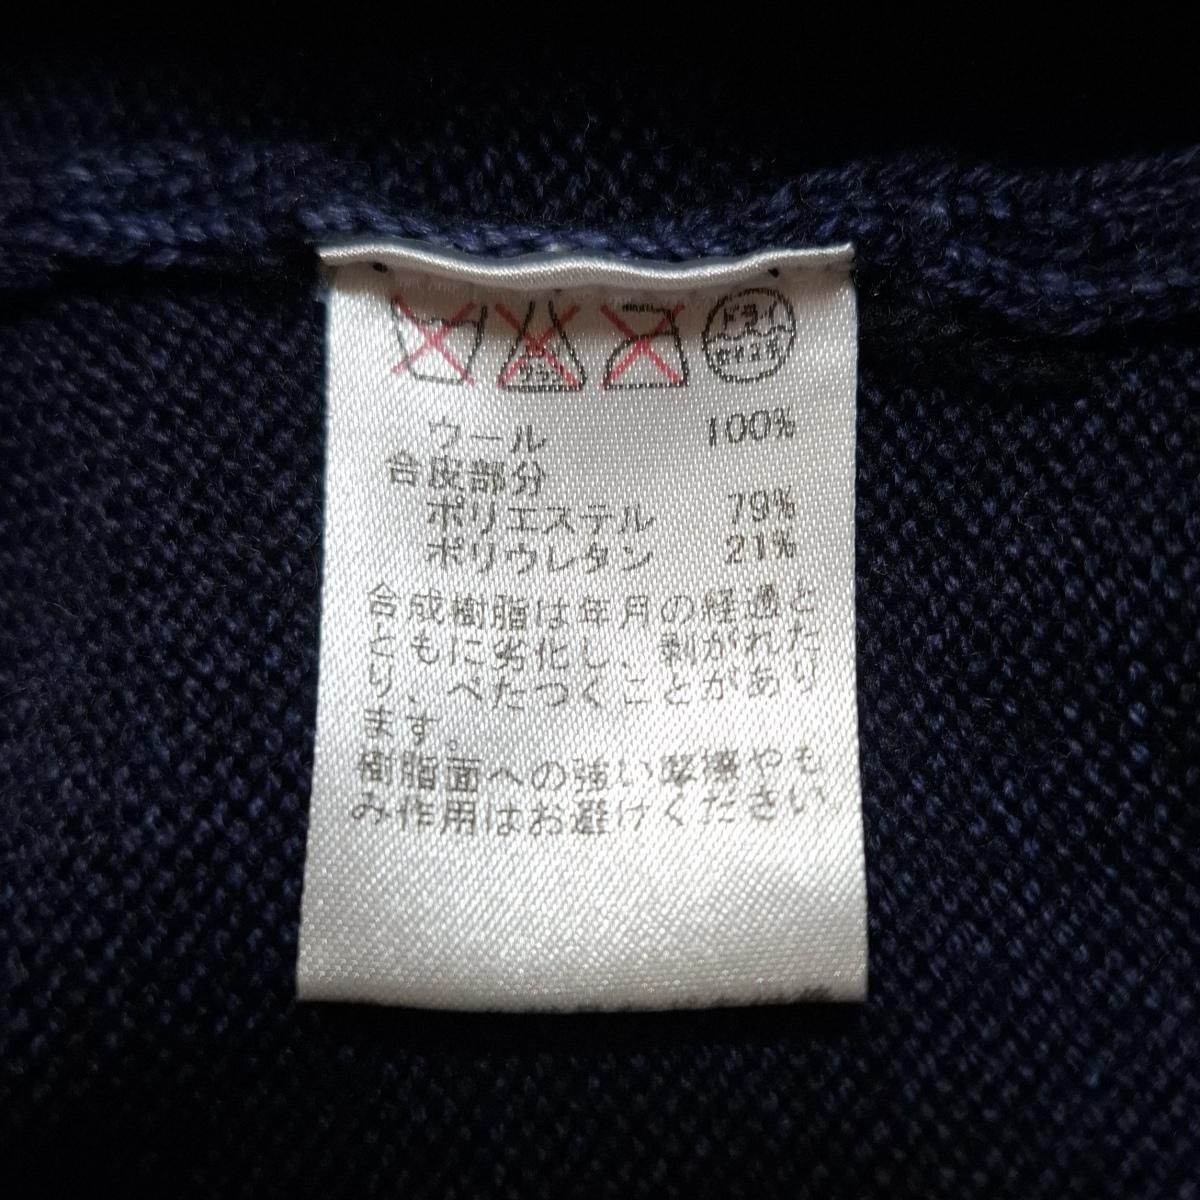 ドライ
セキユ系
ウール 100%
合皮部分
ポリエステル 79%
ポリウレタン 21%
合成樹脂は年月の経過と
ともに劣化し、剥がれた
り、べたつくことがあり
ます。
樹脂面への強い摩擦やも
み作用はお避けください